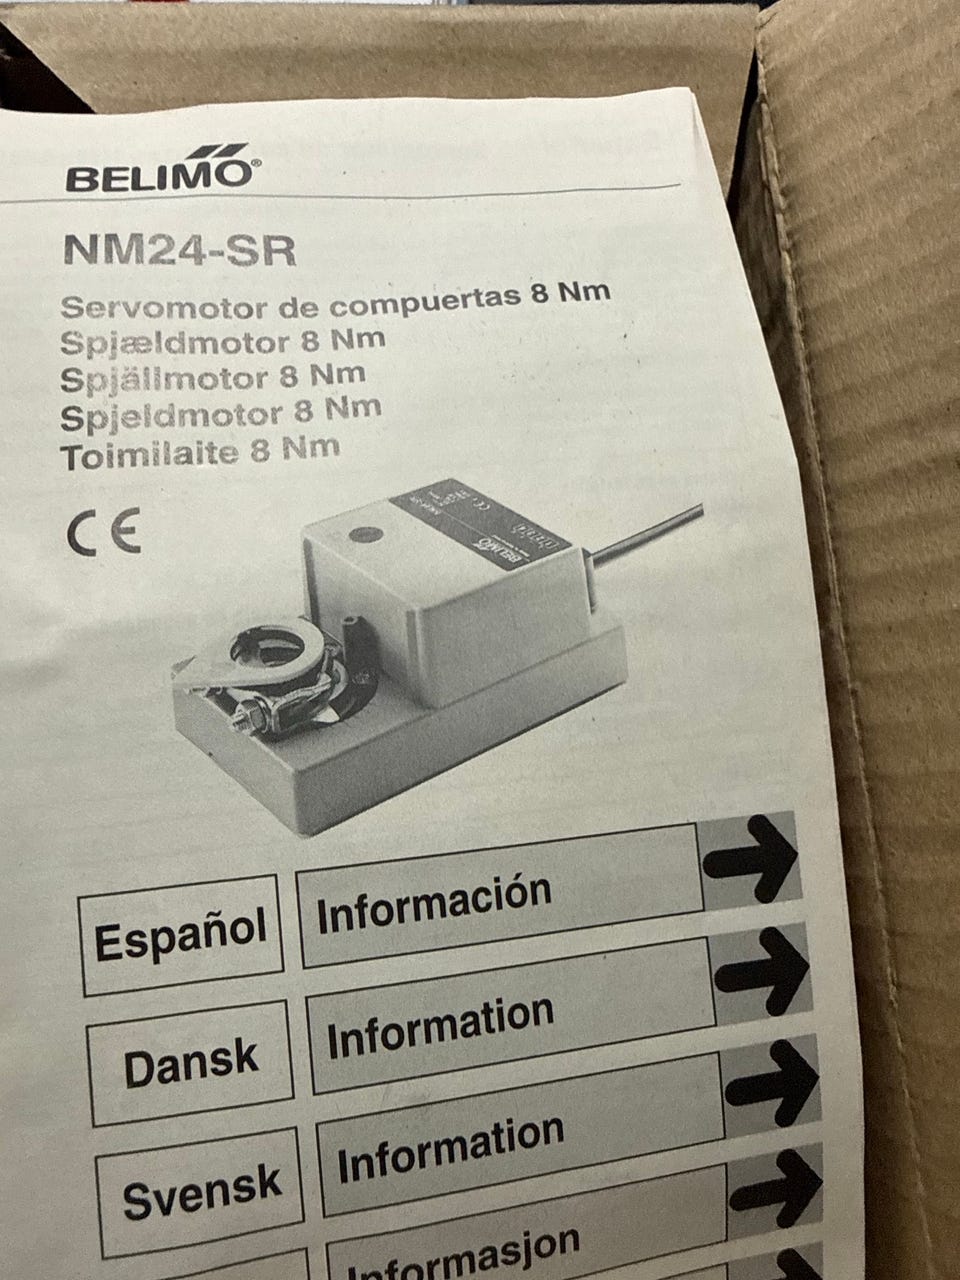 BELIMO®
NM24-SR
Servomotor de compuertas 8 Nm
Spjældmotor 8 Nm
Spjällmotor 8 Nm
Spjeldmotor 8 Nm
Toimilaite 8 Nm
CE
BELIMO
Español
Información
Dansk
Information
Svensk
Information
Informasjon